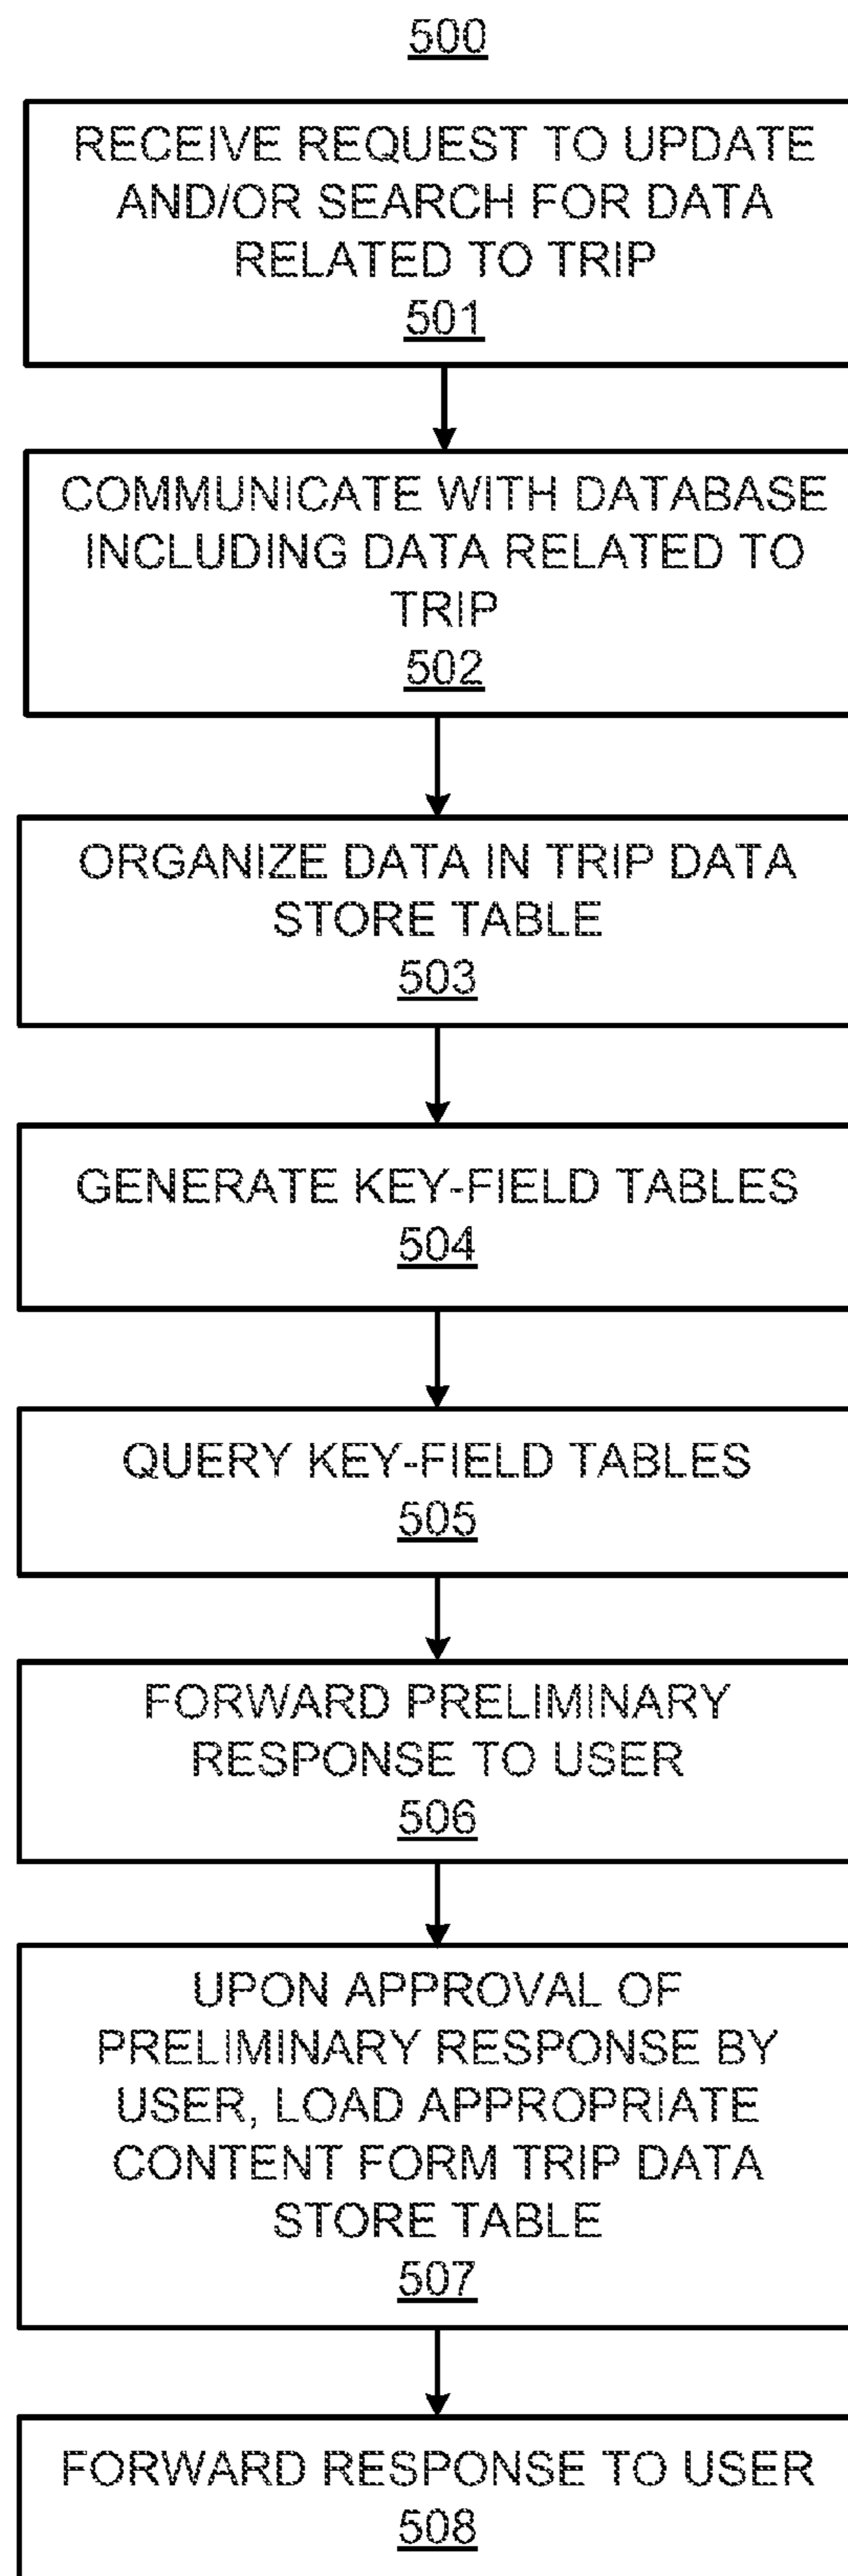 500
RECEIVE REQUEST TO UPDATE
AND/OR SEARCH FOR DATA
RELATED TO TRIP
501
COMMUNICATE WITH DATABASE
INCLUDING DATA RELATED TO
TRIP
502
ORGANIZE DATA IN TRIP DATA
STORE TABLE
503
GENERATE KEY-FIELD TABLES
504
QUERY KEY-FIELD TABLES
505
FORWARD PRELIMINARY
RESPONSE TO USER
506
UPON APPROVAL OF
PRELIMINARY RESPONSE BY
USER, LOAD APPROPRIATE
CONTENT FORM TRIP DATA
STORE TABLE
507
FORWARD RESPONSE TO USER
508